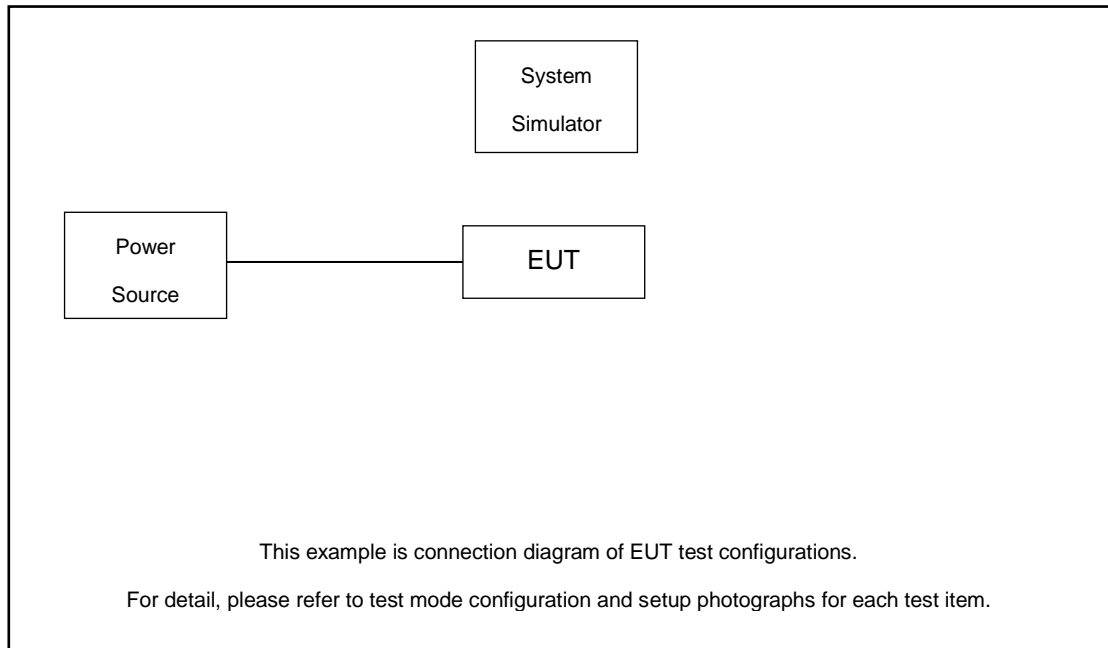 System
Simulator
Power
Source
EUT
This example is connection diagram of EUT test configurations.
For detail, please refer to test mode configuration and setup photographs for each test item.